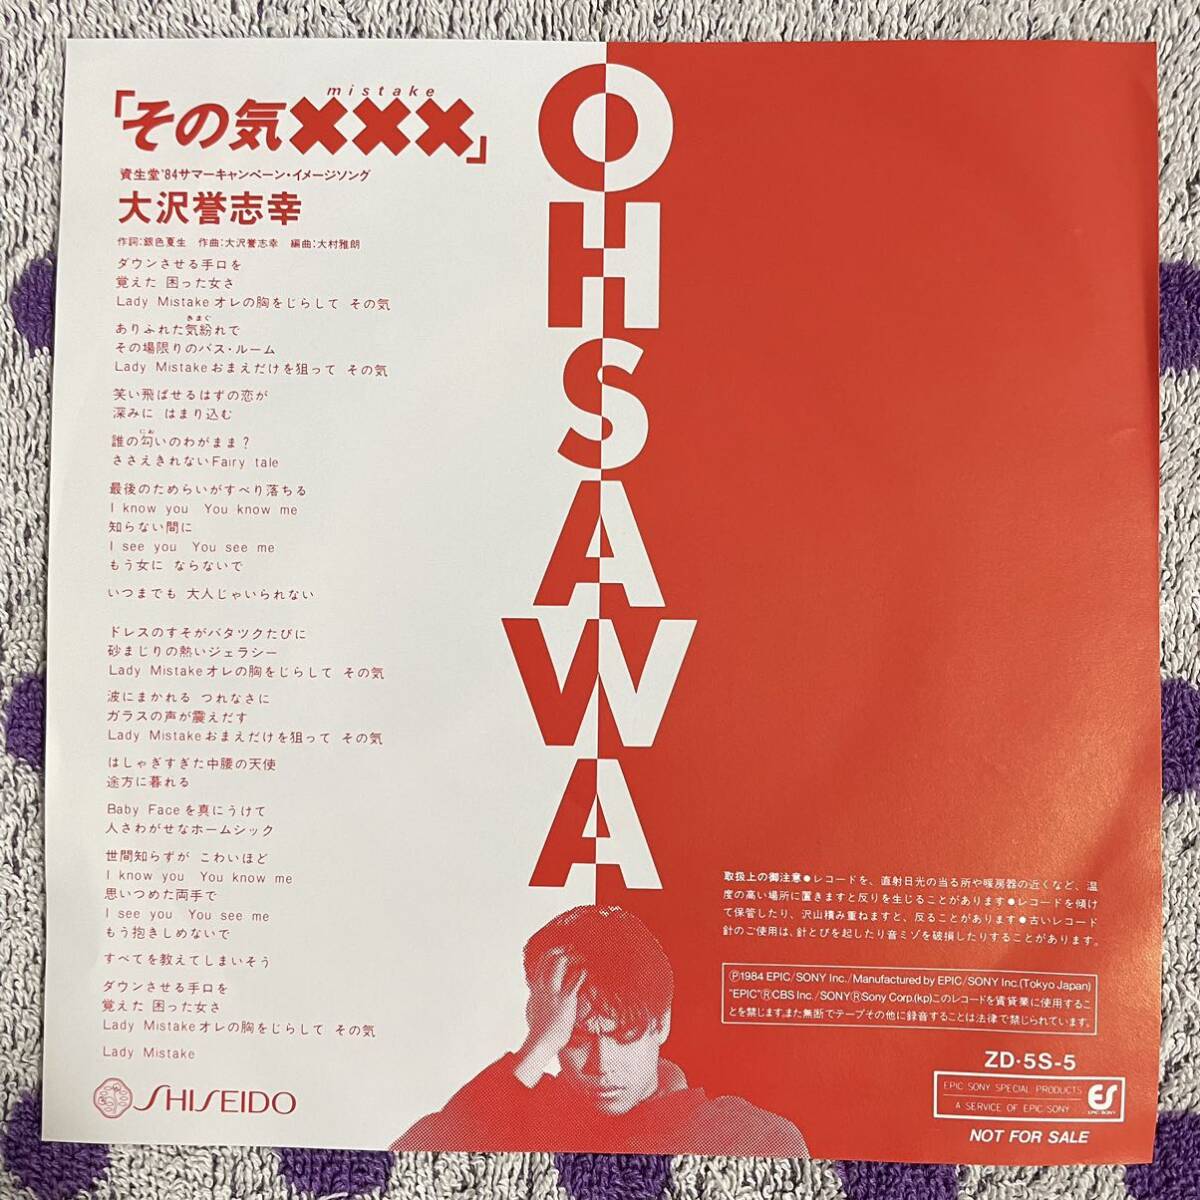 mistake
「その気×××」
資生堂'84サマーキャンペーン・イメージソング
大沢誉志幸
作詞:銀色夏生 作曲:大沢誉志幸 編曲:大村雅朗
ダウンさせる手口を
覚えた 困った女さ
Lady Mistake オレの胸をじらして その気
きまぐ
ありふれた気紛れで
その場限りのバス・ルーム
Lady Mistake おまえだけを狙って その気
笑い飛ばせるはずの恋が
深みに はまり込む
にお
誰の匂いのわがまま?
ささえきれないFairy tale
最後のためらいがすべり落ちる
I know you You know me
知らない間に
I see you You see me
もう女に ならないで
いつまでも 大人じゃいられない
ドレスのすそがバタツクたびに
砂まじりの熱いジェラシー
Lady Mistake オレの胸をじらして その気
波にまかれる つれなさに
ガラスの声が震えだす
Lady Mistake おまえだけを狙って その気
はしゃぎすぎた中腰の天使
途方に暮れる
Baby Face を真にうけて
人さわがせなホームシック
世間知らずが こわいほど
I know you You know me
思いつめた両手で
I see you You see me
もう抱きしめないで
すべてを教えてしまいそう
ダウンさせる手口を
覚えた 困った女さ
Lady Mistake オレの胸をじらして その気
Lady Mistake
SHISEIDO
OHSAWA
取扱上の御注意●レコードを、直射日光の当る所や暖房器の近くなど、温
度の高い場所に置きますと反りを生じることがあります●レコードを傾け
て保管したり、沢山積み重ねますと、反ることがあります●古いレコード
針のご使用は、針とびを起したり音ミゾを破損したりすることがあります。
Ⓟ1984 EPIC/SONY Inc./Manufactured by EPIC/SONY Inc.(Tokyo Japan)
"EPIC"ⓇCBS Inc./SONYⓇSony Corp.(kp)このレコードを賃貸業に使用するこ
とを禁じます。また無断でテープその他に録音することは法律で禁じられています。
ZD・5S-5
EPIC SONY SPECIAL PRODUCTS
A SERVICE OF EPIC/SONY
ES
EPIC/SONY
NOT FOR SALE